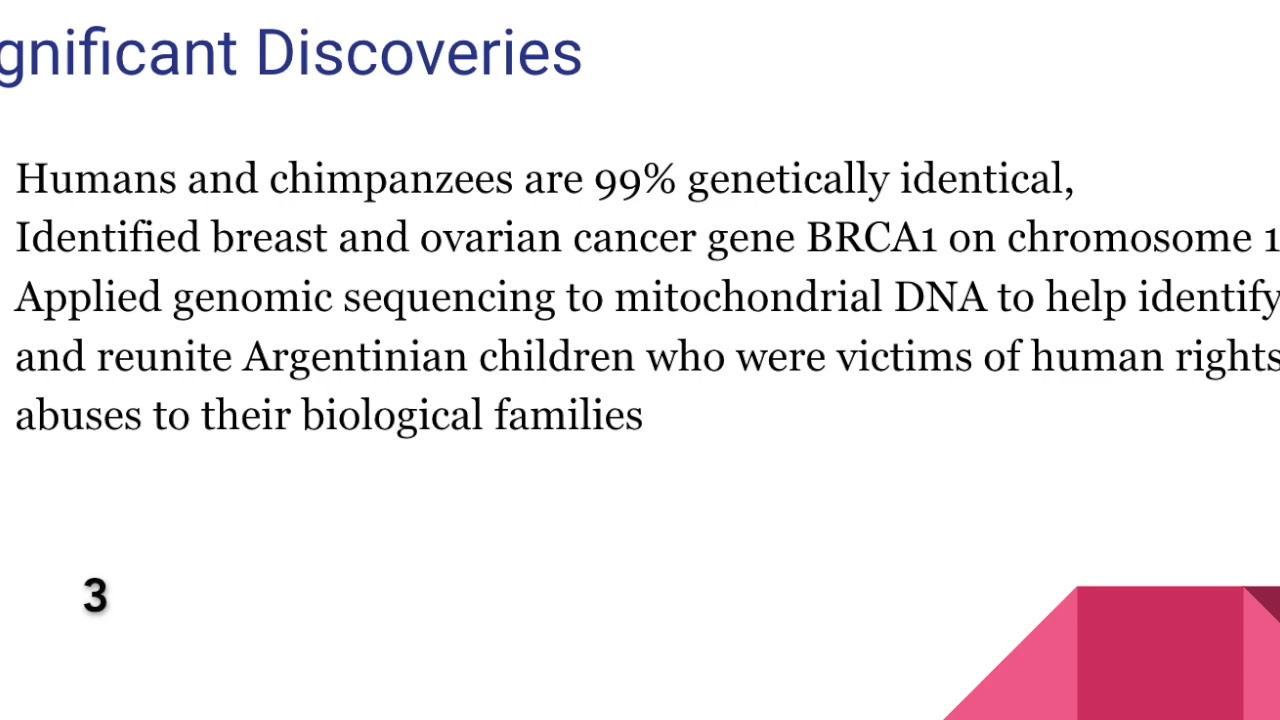 gnificant Discoveries
Humans and chimpanzees are 99% genetically identical,
Identified breast and ovarian cancer gene BRCA1 on chromosome 1
Applied genomic sequencing to mitochondrial DNA to help identify
and reunite Argentinian children who were victims of human rights
abuses to their biological families
3